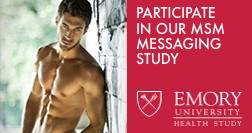 PARTICIPATE
IN OUR MSM
MESSAGING
STUDY
EMORY
UNIVERSITY
HEALTH STUDY